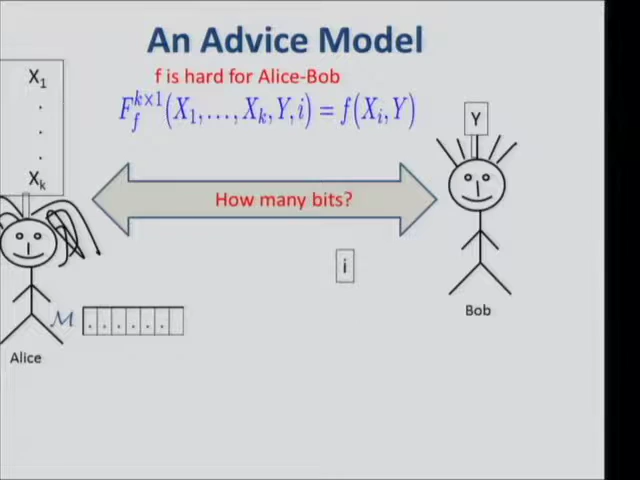 An Advice Model
f is hard for Alice-Bob
F_f^{k×1}(X_1,...,X_k,Y,i) = f(X_i,Y)
X_1
.
.
.
X_k
Y
How many bits?
i
M
. . . . . .
Bob
Alice